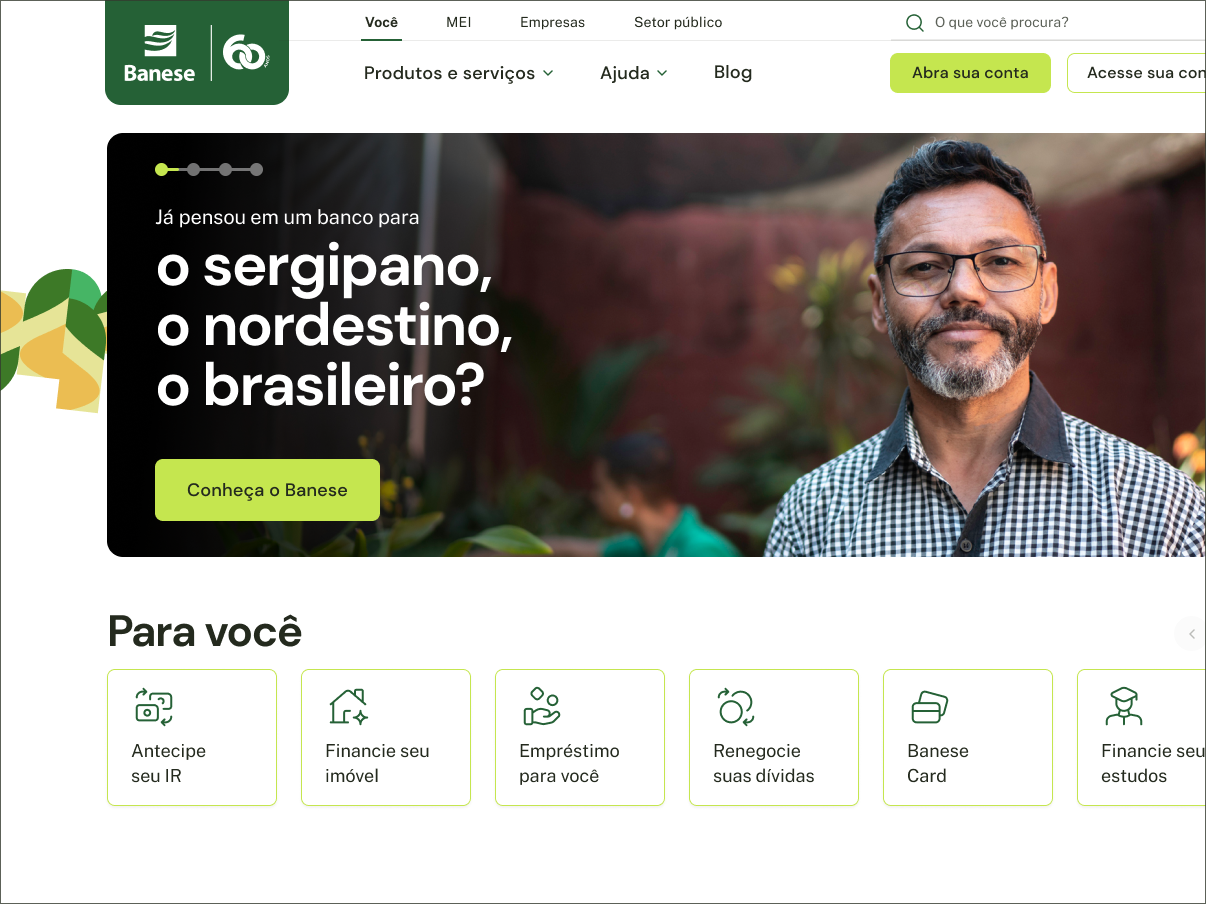 Banese
60
ANOS
Você
MEI
Empresas
Setor público
O que você procura?
Produtos e serviços
Ajuda
Blog
Abra sua conta
Acesse sua con
Já pensou em um banco para
o sergipano,
o nordestino,
o brasileiro?
Conheça o Banese
Para você
Antecipe
seu IR
Financie seu
imóvel
Empréstimo
para você
Renegocie
suas dívidas
Banese
Card
Financie seu
estudos